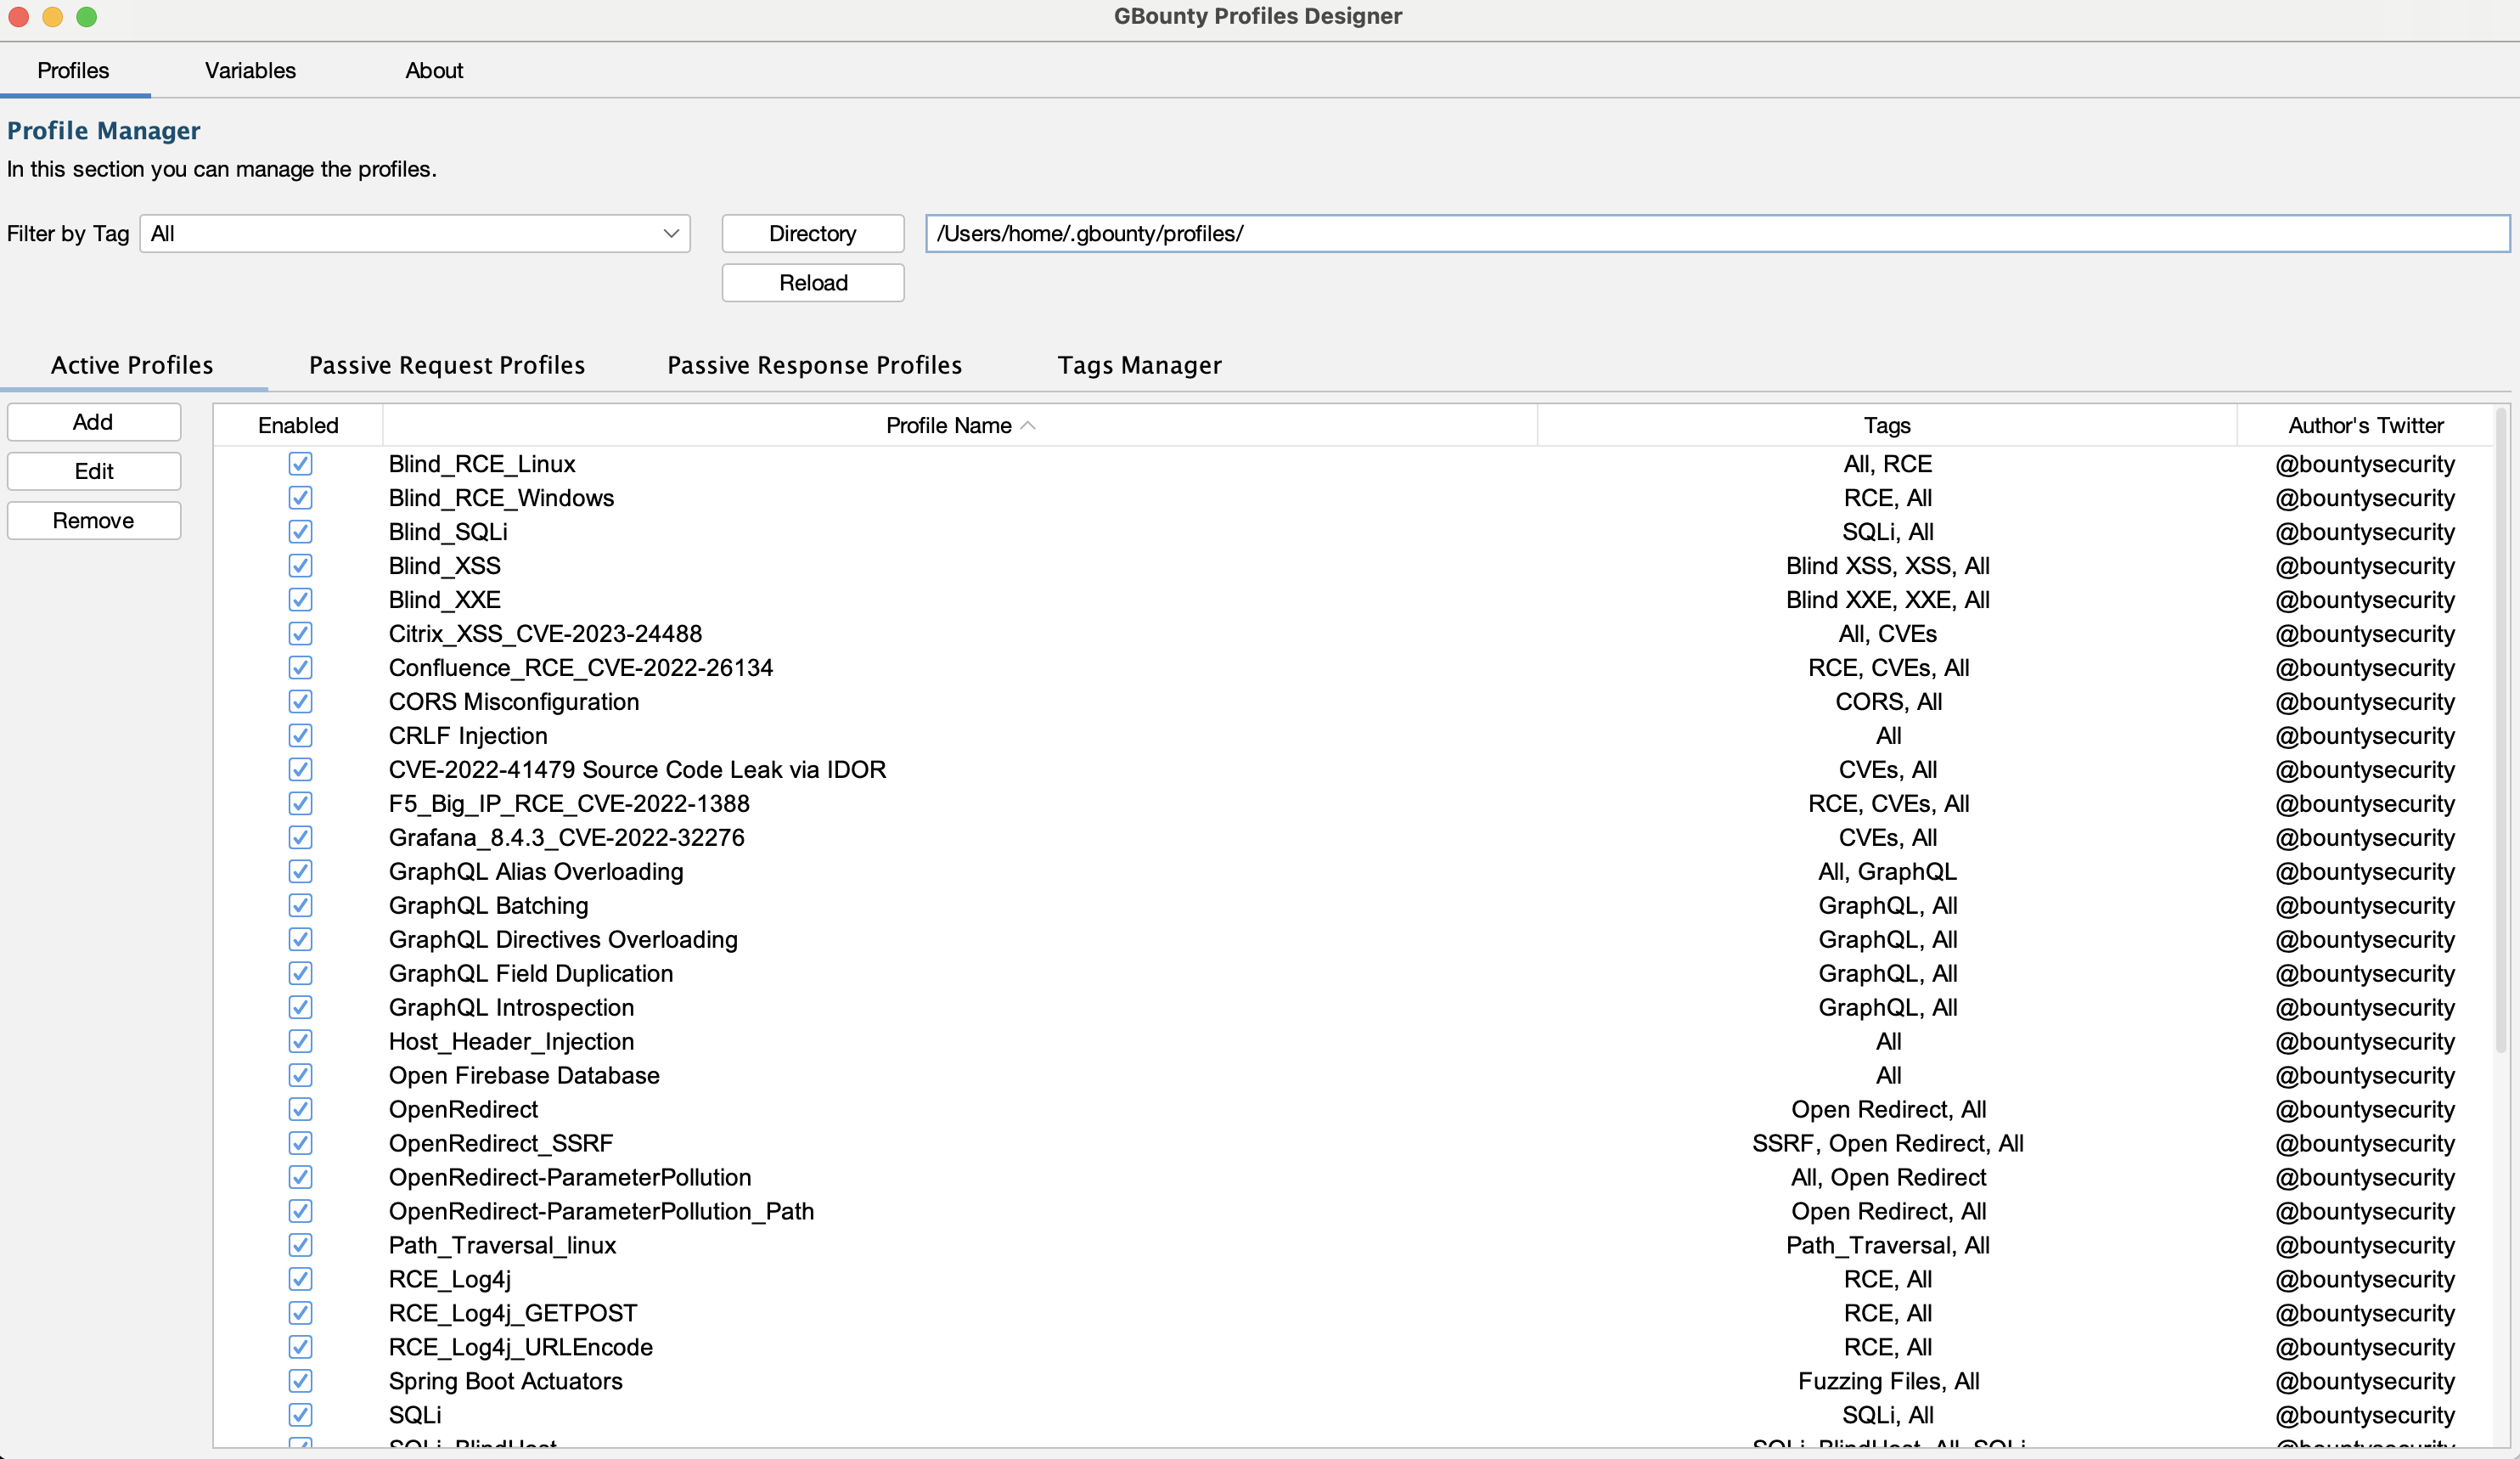 GBounty Profiles Designer
Profiles Variables About
Profile Manager
In this section you can manage the profiles.
Filter by Tag All Directory /Users/home/.gbounty/profiles/
Reload
Active Profiles Passive Request Profiles Passive Response Profiles Tags Manager
Add
Edit
Remove
Enabled Profile Name Tags Author's Twitter
Blind_RCE_Linux All, RCE @bountysecurity
Blind_RCE_Windows RCE, All @bountysecurity
Blind_SQLi SQLi, All @bountysecurity
Blind_XSS Blind XSS, XSS, All @bountysecurity
Blind_XXE Blind XXE, XXE, All @bountysecurity
Citrix_XSS_CVE-2023-24488 All, CVEs @bountysecurity
Confluence_RCE_CVE-2022-26134 RCE, CVEs, All @bountysecurity
CORS Misconfiguration CORS, All @bountysecurity
CRLF Injection All @bountysecurity
CVE-2022-41479 Source Code Leak via IDOR CVEs, All @bountysecurity
F5_Big_IP_RCE_CVE-2022-1388 RCE, CVEs, All @bountysecurity
Grafana_8.4.3_CVE-2022-32276 CVEs, All @bountysecurity
GraphQL Alias Overloading All, GraphQL @bountysecurity
GraphQL Batching GraphQL, All @bountysecurity
GraphQL Directives Overloading GraphQL, All @bountysecurity
GraphQL Field Duplication GraphQL, All @bountysecurity
GraphQL Introspection GraphQL, All @bountysecurity
Host_Header_Injection All @bountysecurity
Open Firebase Database All @bountysecurity
OpenRedirect Open Redirect, All @bountysecurity
OpenRedirect_SSRF SSRF, Open Redirect, All @bountysecurity
OpenRedirect-ParameterPollution All, Open Redirect @bountysecurity
OpenRedirect-ParameterPollution_Path Open Redirect, All @bountysecurity
Path_Traversal_linux Path_Traversal, All @bountysecurity
RCE_Log4j RCE, All @bountysecurity
RCE_Log4j_GETPOST RCE, All @bountysecurity
RCE_Log4j_URLEncode RCE, All @bountysecurity
Spring Boot Actuators Fuzzing Files, All @bountysecurity
SQLi SQLi, All @bountysecurity
SQLi_BlindHost SQLi_BlindHost, All, SQLi @bountysecurity